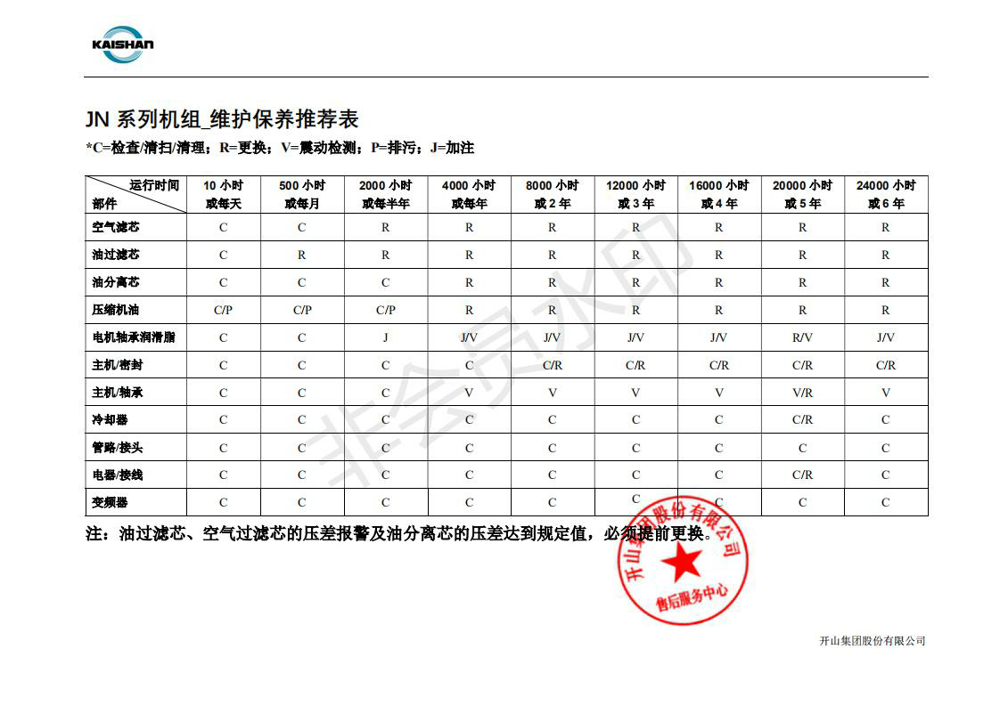 KAISHAN
JN 系列机组_维护保养推荐表
*C=检查/清扫/清理；R=更换；V=震动检测；P=排污；J=加注
运行时间 10 小时 500 小时 2000 小时 4000 小时 8000 小时 12000 小时 16000 小时 20000 小时 24000 小时
部件 或每天 或每月 或每半年 或每年 或 2 年 或 3 年 或 4 年 或 5 年 或 6 年
空气滤芯 C C R R R R R R R
油过滤芯 C R R R R R R R R
油分离芯 C C C R R R R R R
压缩机油 C/P C/P C/P R R R R R R
电机轴承润滑脂 C C J J/V J/V J/V J/V R/V J/V
主机/密封 C C C C C/R C/R C/R C/R C/R
主机/轴承 C C C V V V V V/R V
冷却器 C C C C C C C C/R C
管路/接头 C C C C C C C C C
电器/接线 C C C C C C C C/R C
变频器 C C C C C C C C C
注：油过滤芯、空气过滤芯的压差报警及油分离芯的压差达到规定值，必须提前更换。
开山集团股份有限公司
售后服务中心
开山集团股份有限公司
非会员水印